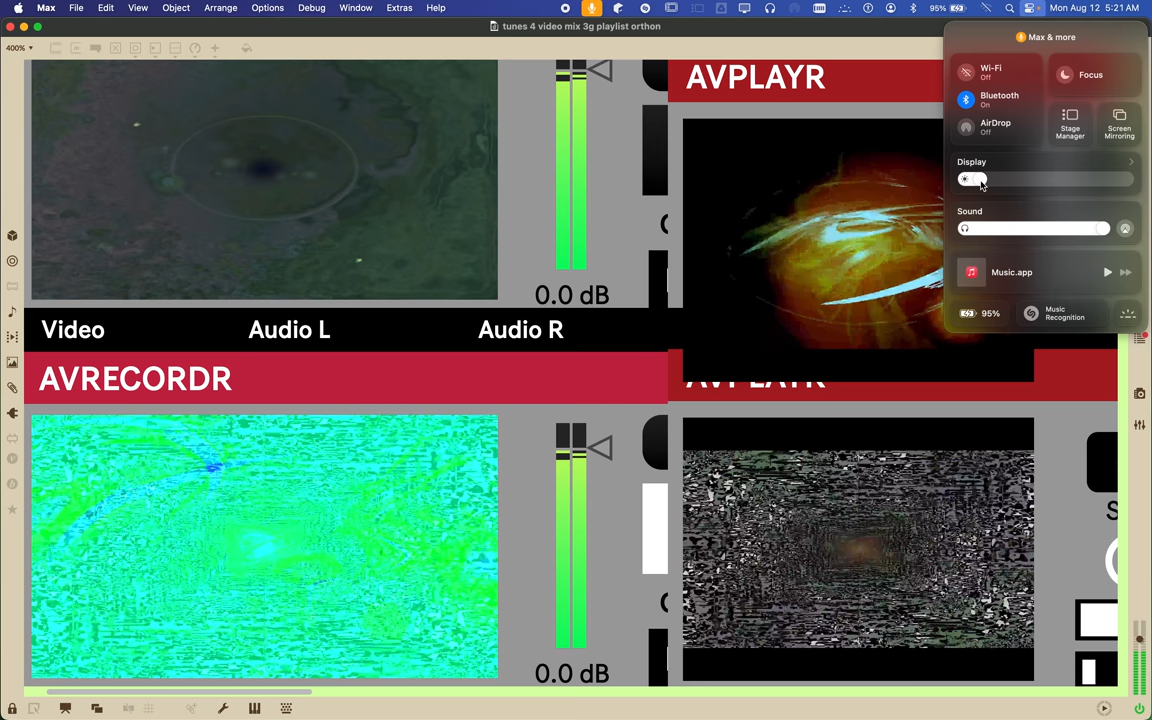 Max File Edit View Object Arrange Options Debug Window Extras Help
95% Mon Aug 12 5:21 AM
tunes 4 video mix 3g playlist orthon
400%
Max & more
Wi-Fi
Off
Bluetooth
On
AirDrop
Off
Focus
Stage
Manager
Screen
Mirroring
Display
Sound
Music.app
95%
Music
Recognition
AVPLAYR
0.0 dB
Video Audio L Audio R
AVRECORDR
AVPLAYR
0.0 dB